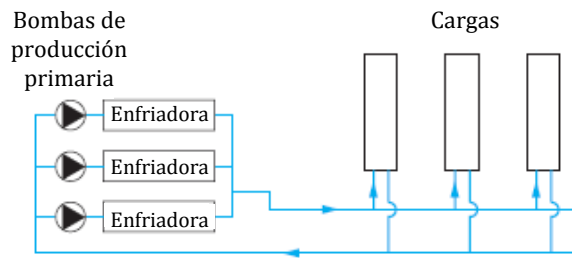 Bombas de
producción
primaria
Cargas
Enfriadora
Enfriadora
Enfriadora